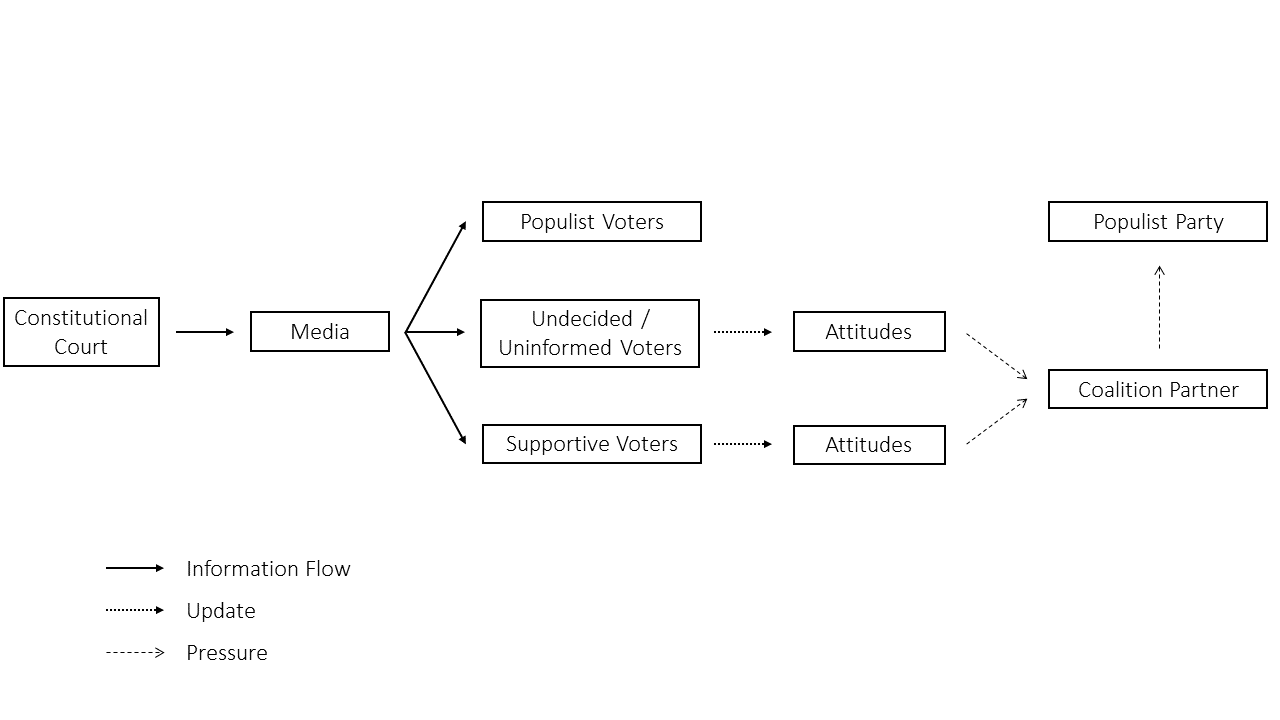 Populist Voters
Populist Party
Constitutional
Court
Media
Undecided /
Uninformed Voters
Attitudes
Coalition Partner
Supportive Voters
Attitudes
Information Flow
Update
Pressure